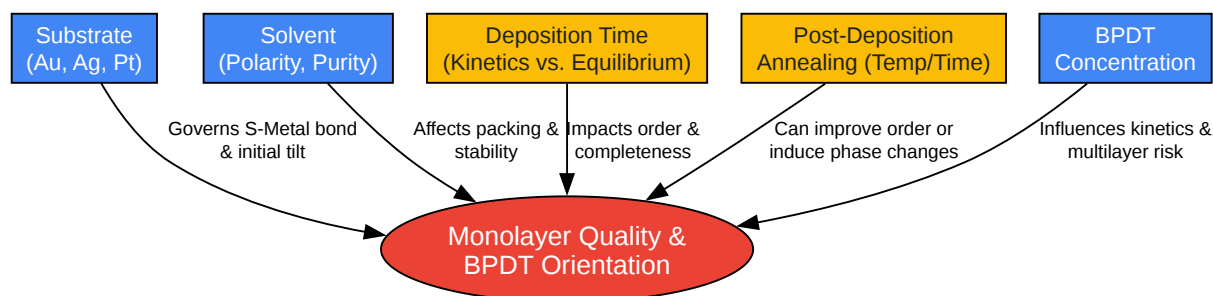 Substrate
(Au, Ag, Pt)
Solvent
(Polarity, Purity)
Deposition Time
(Kinetics vs. Equilibrium)
Post-Deposition
Annealing (Temp/Time)
BPDT
Concentration
Governs S-Metal bond
& initial tilt
Affects packing &
stability
Impacts order &
completeness
Can improve order or
induce phase changes
Influences kinetics &
multilayer risk
Monolayer Quality &
BPDT Orientation